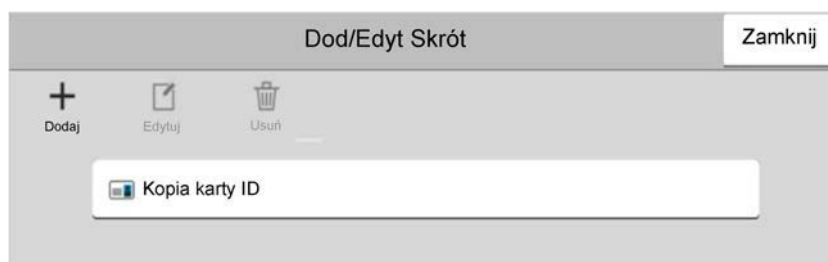 Dod/Edyt Skrót
Zamknij
Dodaj
Edytuj
Usuń
Kopia karty ID